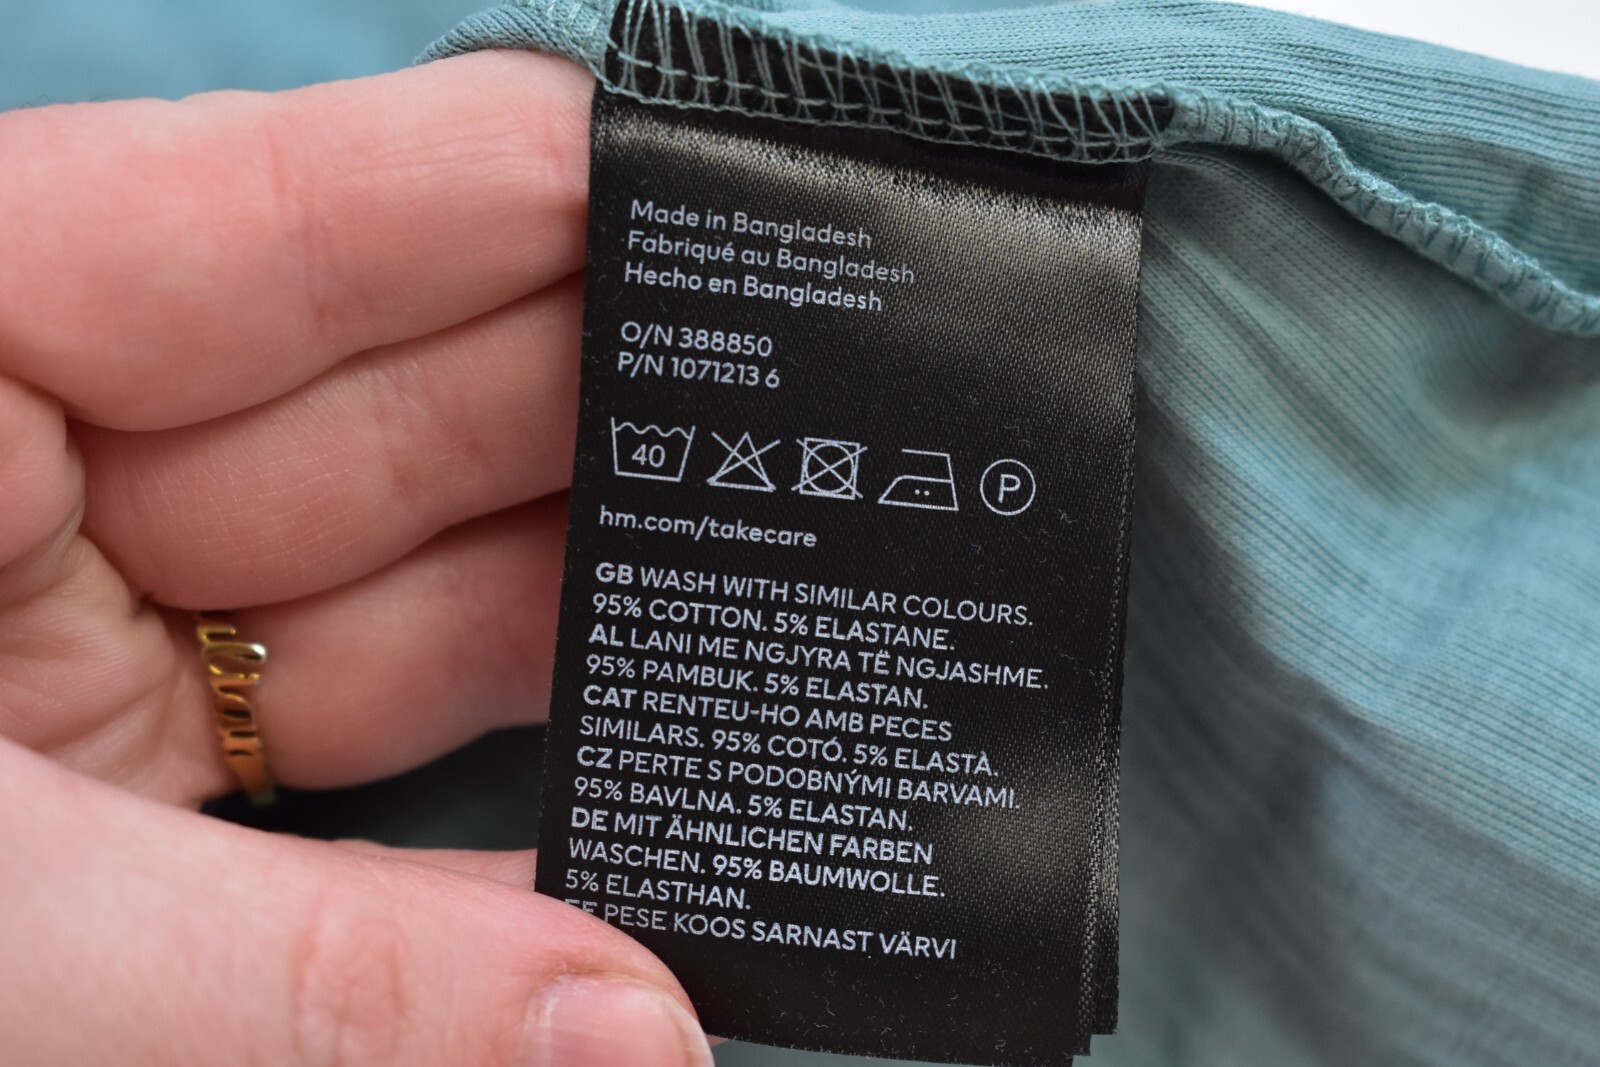 Made in Bangladesh
Fabriqué au Bangladesh
Hecho en Bangladesh
O/N 388850
P/N 1071213 6
40
P
hm.com/takecare
GB WASH WITH SIMILAR COLOURS.
95% COTTON. 5% ELASTANE.
AL LANI ME NGJYRA TË NGJASHME.
95% PAMBUK. 5% ELASTAN.
CAT RENTEU-HO AMB PECES
SIMILARS. 95% COTÓ. 5% ELASTÀ.
CZ PERTE S PODOBNÝMI BARVAMI.
95% BAVLNA. 5% ELASTAN.
DE MIT ÄHNLICHEN FARBEN
WASCHEN. 95% BAUMWOLLE.
5% ELASTHAN.
PESE KOOS SARNAST VÄRVI